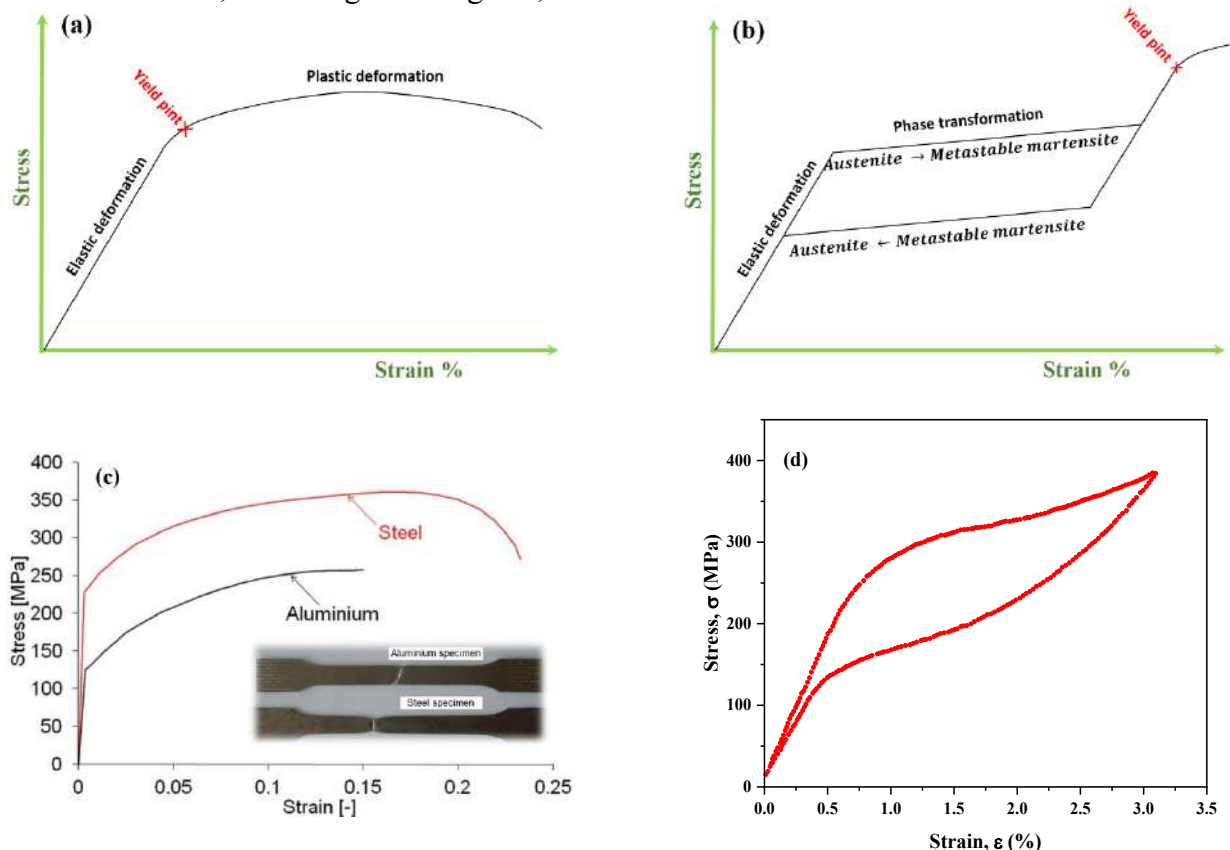 (a)
Yield pint
Plastic deformation
Elastic deformation
Stress
Strain %
(b)
Yield pint
Phase transformation
Austenite → Metastable martensite
Austenite ← Metastable martensite
Elastic deformation
Stress
Strain %
(c)
Stress [MPa]
400
350
300
250
200
150
100
50
0
Steel
Aluminium
Aluminium specimen
Steel specimen
0 0.05 0.1 0.15 0.2 0.25
Strain [-]
(d)
Stress, σ (MPa)
400
300
200
100
0
0.0 0.5 1.0 1.5 2.0 2.5 3.0 3.5
Strain, ε (%)